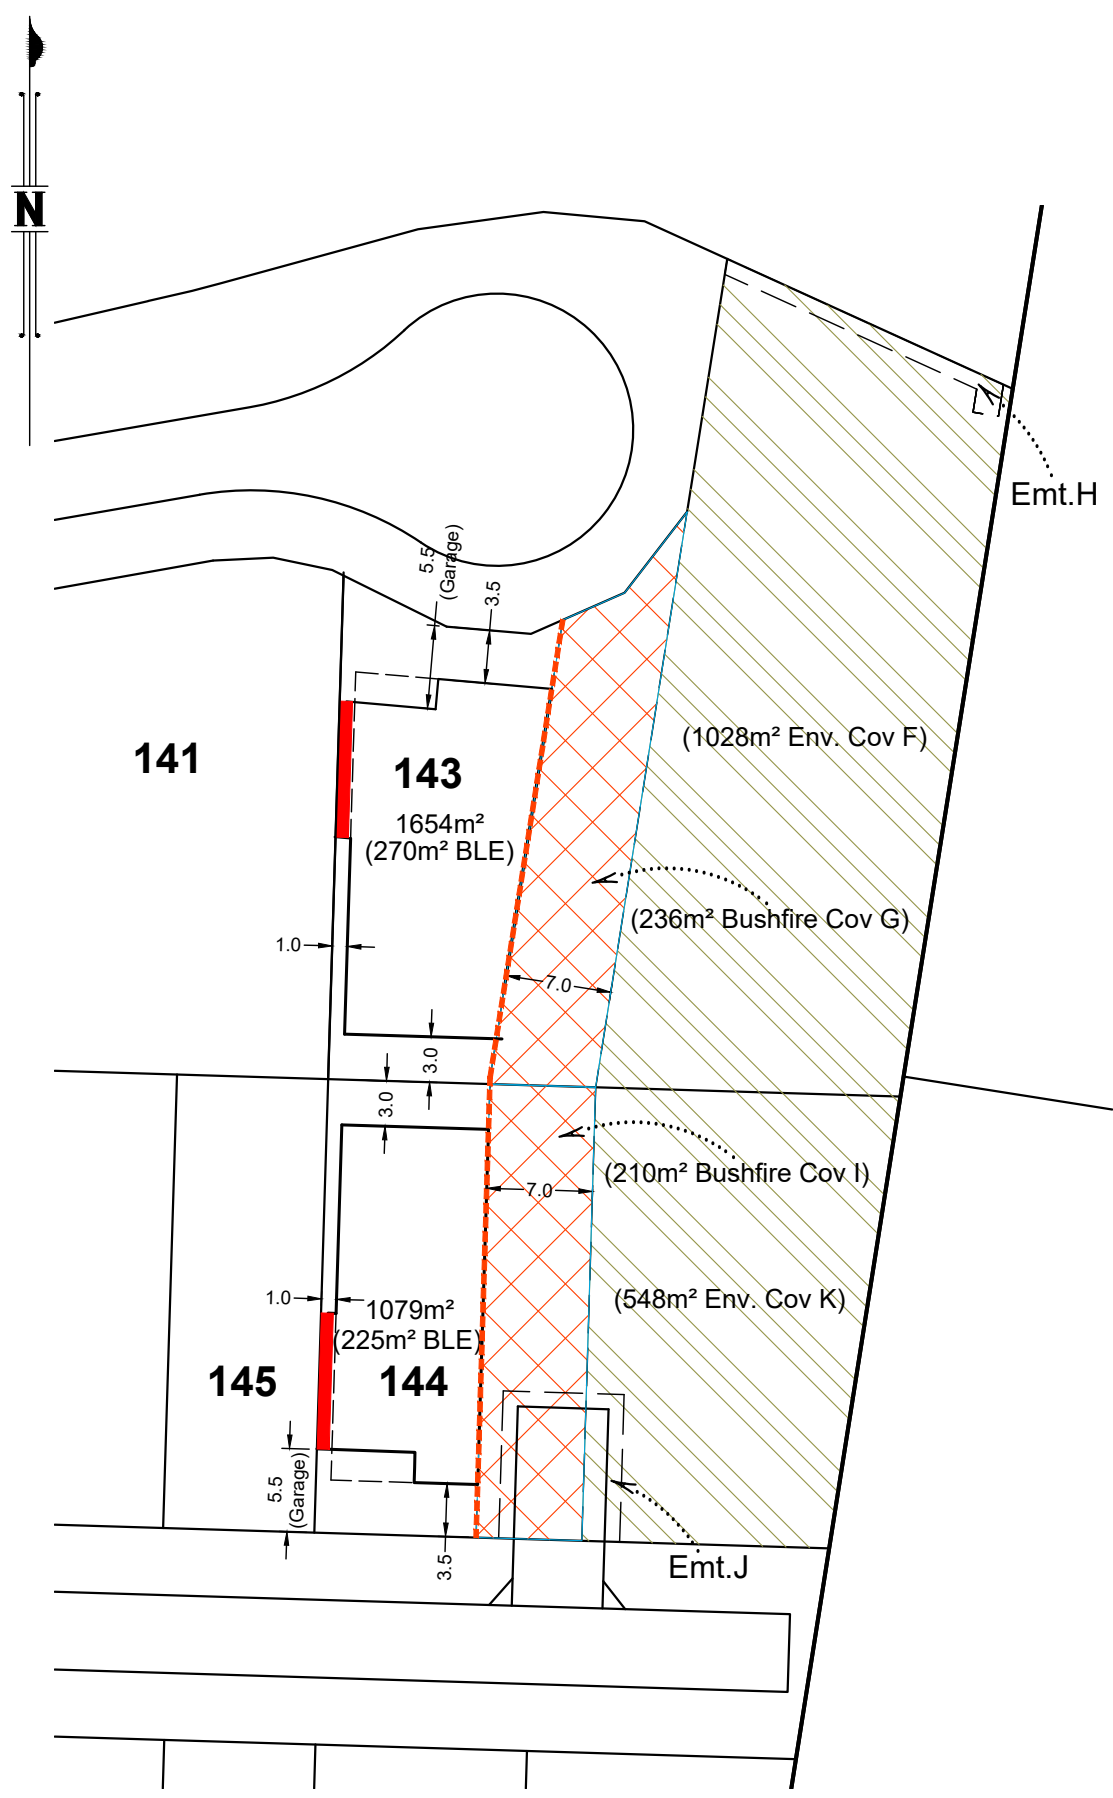 N
Emt.H
5.5
(Garage)
3.5
(1028m² Env. Cov F)
141
143
1654m²
(270m² BLE)
(236m² Bushfire Cov G)
1.0
7.0
3.0
3.0
(210m² Bushfire Cov I)
7.0
1.0
1079m²
(225m² BLE)
(548m² Env. Cov K)
145
144
5.5
(Garage)
3.5
Emt.J